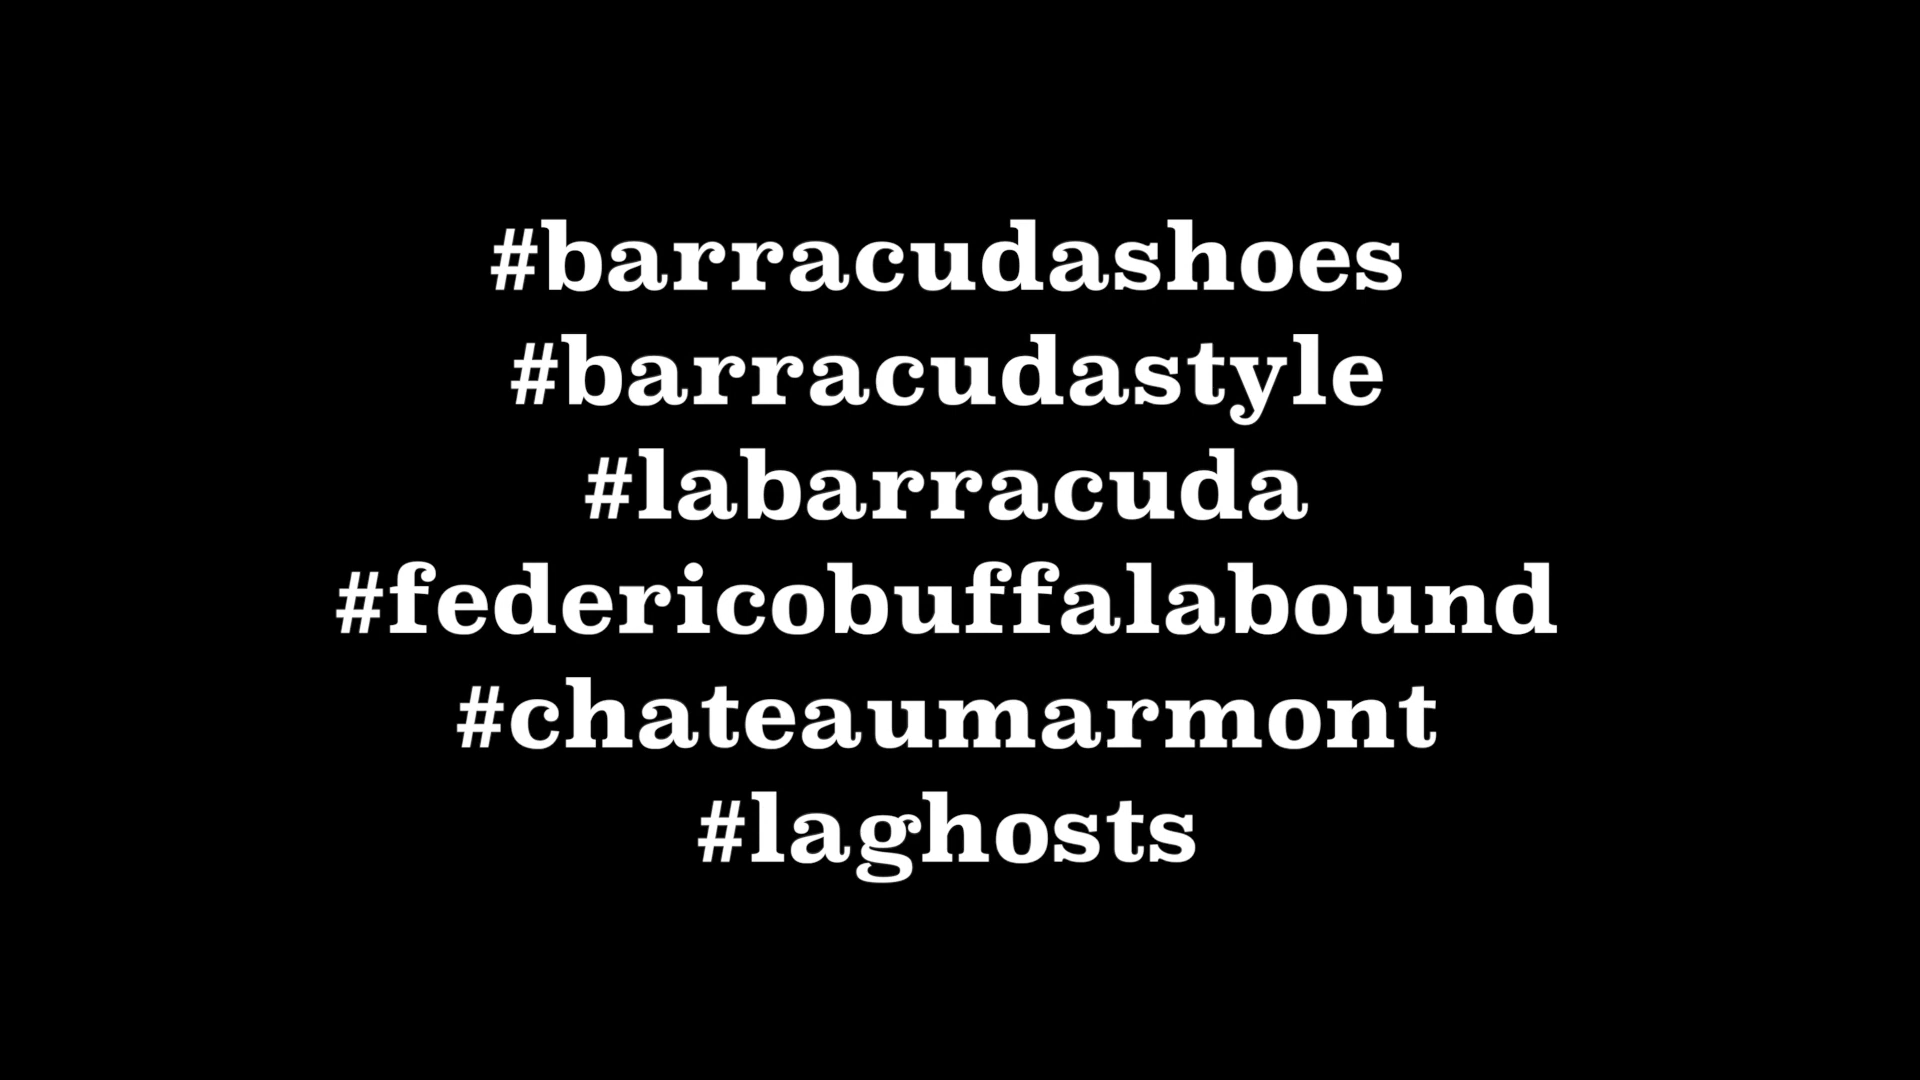 #barracudashoes
#barracudastyle
#labarracuda
#federicobuffalabound
#chateaumarmont
#laghosts